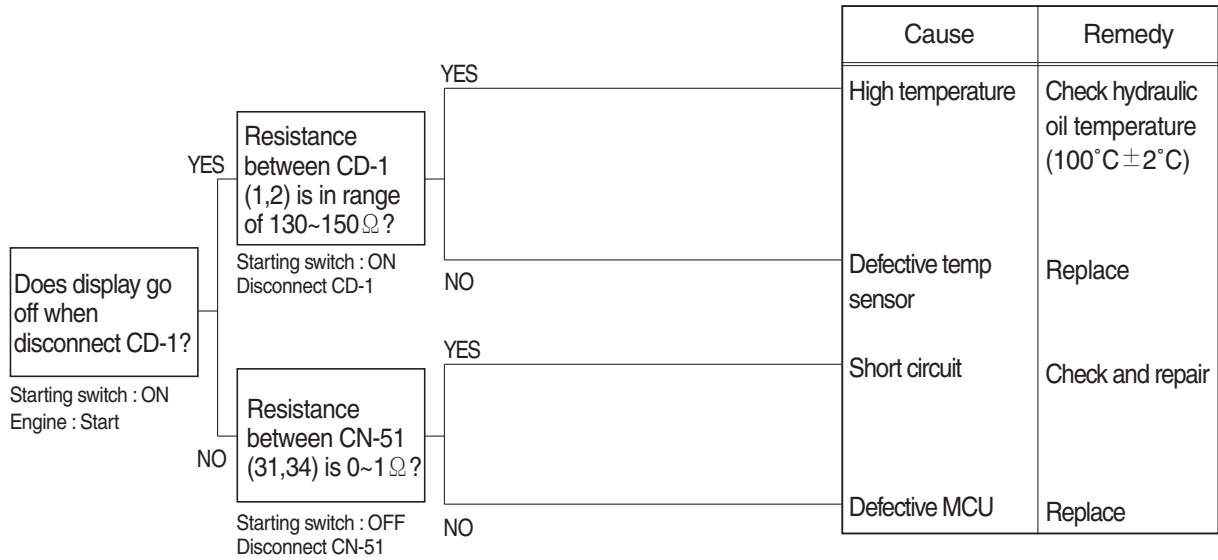 Cause
Remedy
YES
High temperature
Check hydraulic
oil temperature
(100˚C±2˚C)
YES
Resistance
between CD-1
(1,2) is in range
of 130~150Ω?
Starting switch : ON
Disconnect CD-1
NO
Defective temp
sensor
Replace
Does display go
off when
disconnect CD-1?
Starting switch : ON
Engine : Start
YES
Short circuit
Check and repair
NO
Resistance
between CN-51
(31,34) is 0~1Ω?
Starting switch : OFF
Disconnect CN-51
NO
Defective MCU
Replace